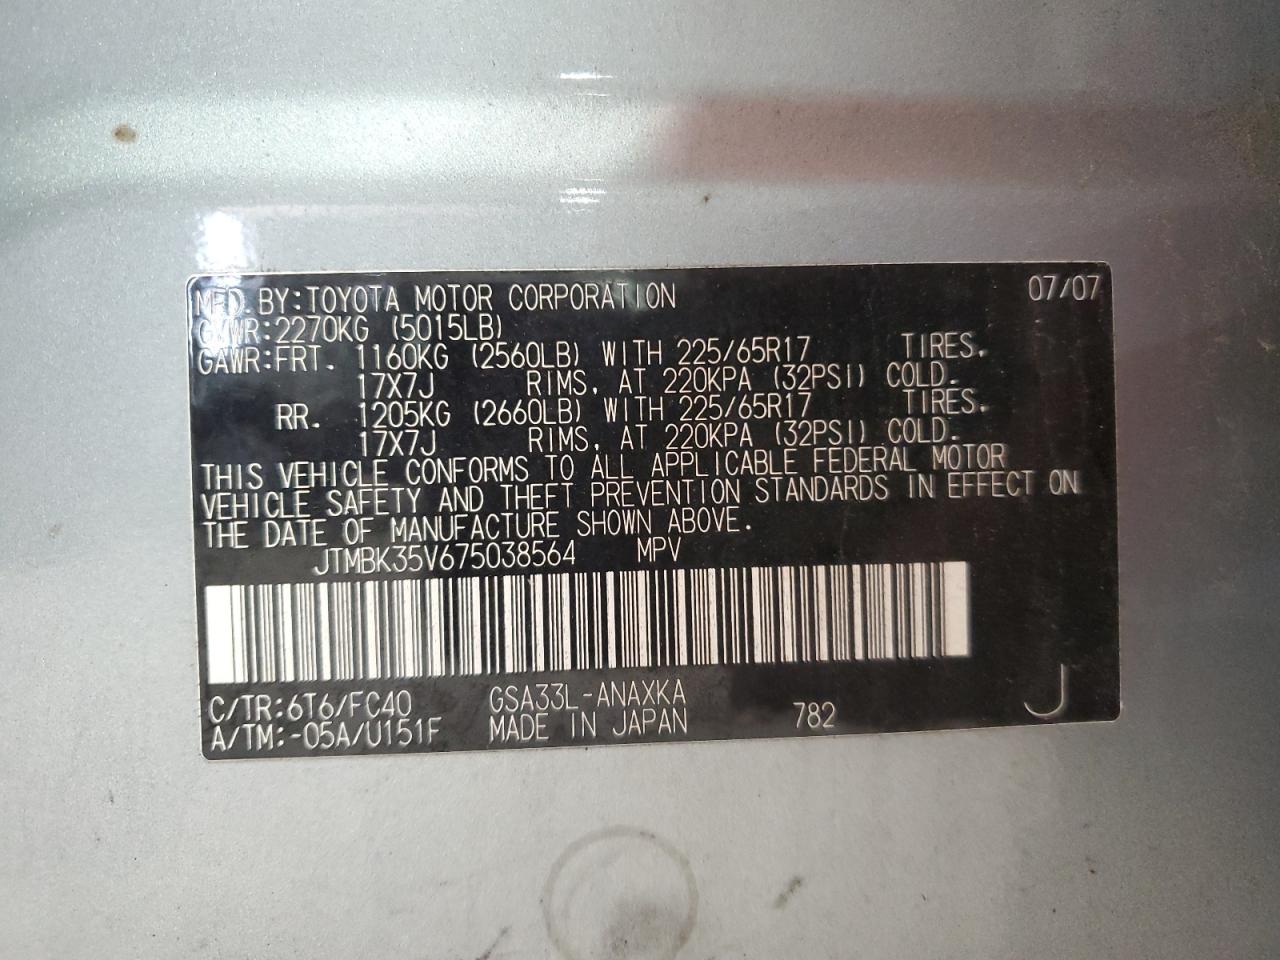 MFD. BY: TOYOTA MOTOR CORPORATION 07/07
GVWR: 2270KG (5015LB)
GAWR: FRT. 1160KG (2560LB) WITH 225/65R17 TIRES.
17X7J RIMS, AT 220KPA (32PSI) COLD.
RR. 1205KG (2660LB) WITH 225/65R17 TIRES.
17X7J RIMS, AT 220KPA (32PSI) COLD.
THIS VEHICLE CONFORMS TO ALL APPLICABLE FEDERAL MOTOR
VEHICLE SAFETY AND THEFT PREVENTION STANDARDS IN EFFECT ON
THE DATE OF MANUFACTURE SHOWN ABOVE.
JTMBK35V675038564 MPV
C/TR: 6T6/FC40 GSA33L-ANAXKA
A/TM: -05A/U151F MADE IN JAPAN 782 J